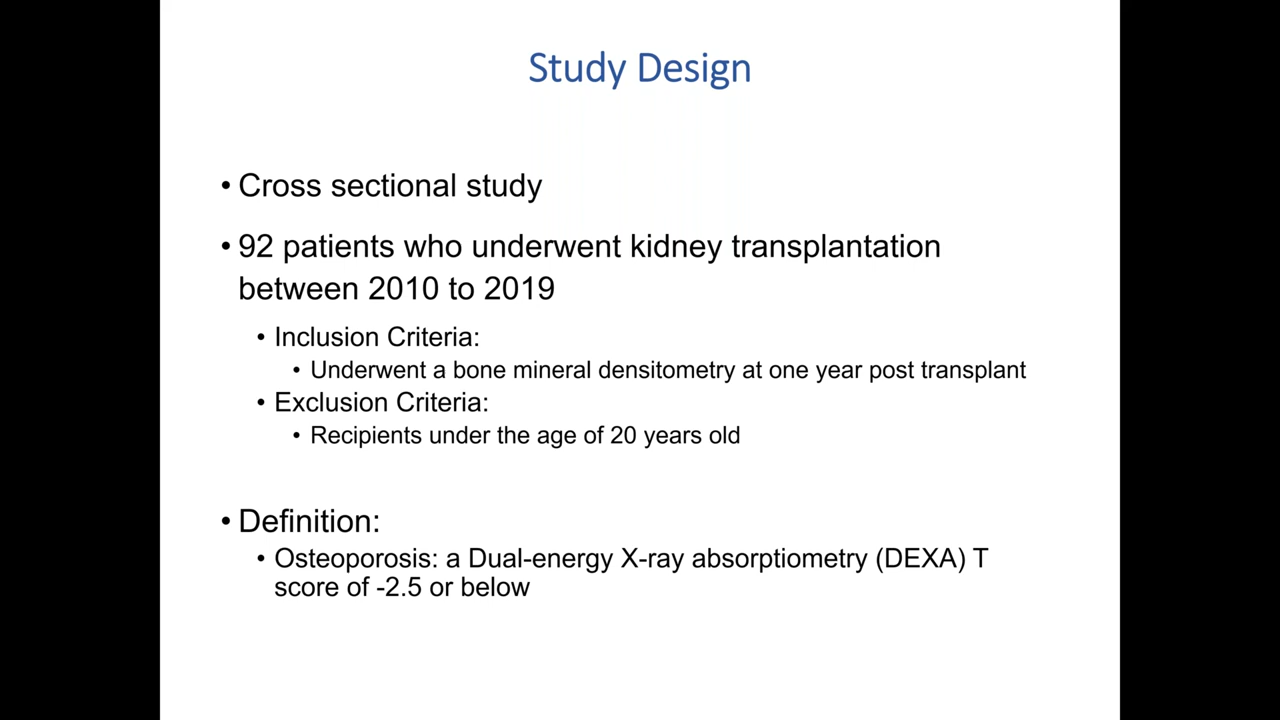 Study Design
• Cross sectional study
• 92 patients who underwent kidney transplantation
between 2010 to 2019
• Inclusion Criteria:
• Underwent a bone mineral densitometry at one year post transplant
• Exclusion Criteria:
• Recipients under the age of 20 years old
• Definition:
• Osteoporosis: a Dual-energy X-ray absorptiometry (DEXA) T
score of -2.5 or below